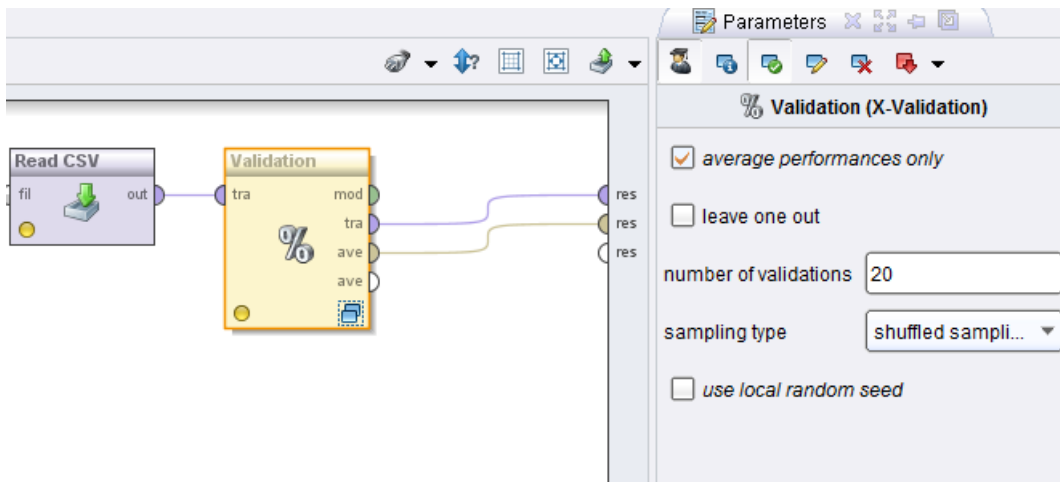 Parameters
Validation (X-Validation)
average performances only
leave one out
number of validations 20
sampling type shuffled sampli...
use local random seed
Read CSV
fil out
Validation
tra mod
tra
ave
ave
res
res
res